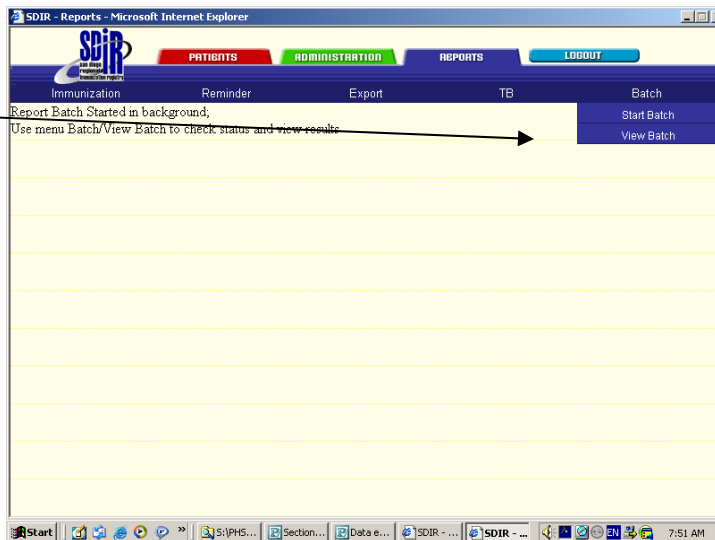 SDIR - Reports - Microsoft Internet Explorer
SDIR
san diego
regional
immunization registry
PATIENTS ADMINISTRATION REPORTS LOGOUT
Immunization Reminder Export TB Batch
Report Batch Started in background;
Use menu Batch/View Batch to check status and view results
Start Batch
View Batch
Start » S:\PHS... Section... Data e... SDIR - ... SDIR - ... EN 7:51 AM